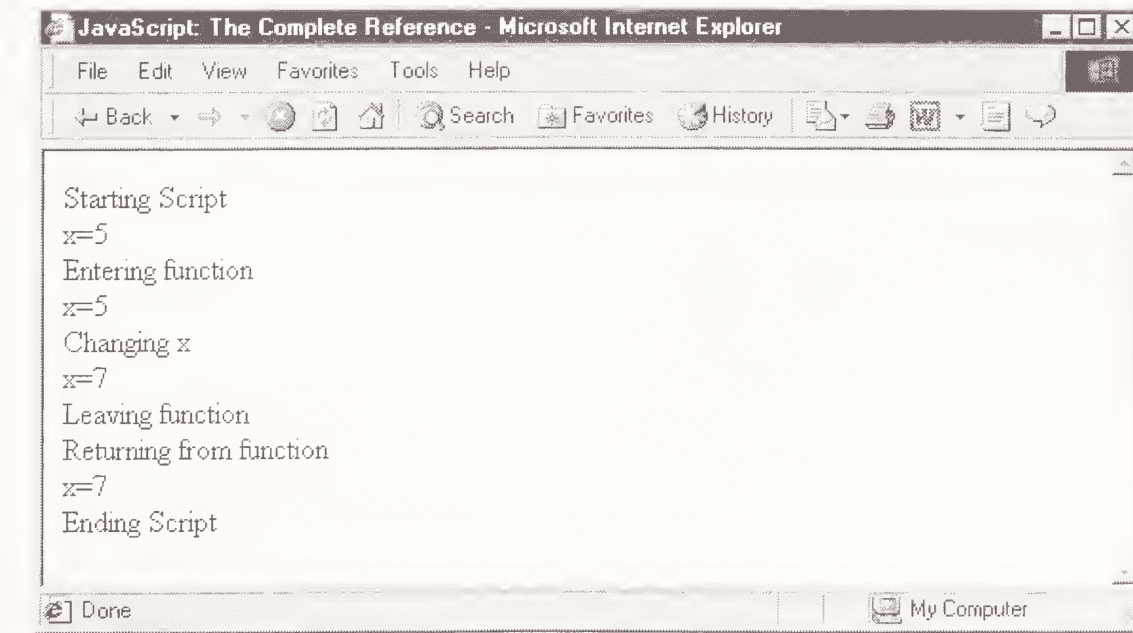 JavaScript: The Complete Reference - Microsoft Internet Explorer
File Edit View Favorites Tools Help
Back Search Favorites History
Starting Script
x=5
Entering function
x=5
Changing x
x=7
Leaving function
Returning from function
x=7
Ending Script
Done My Computer